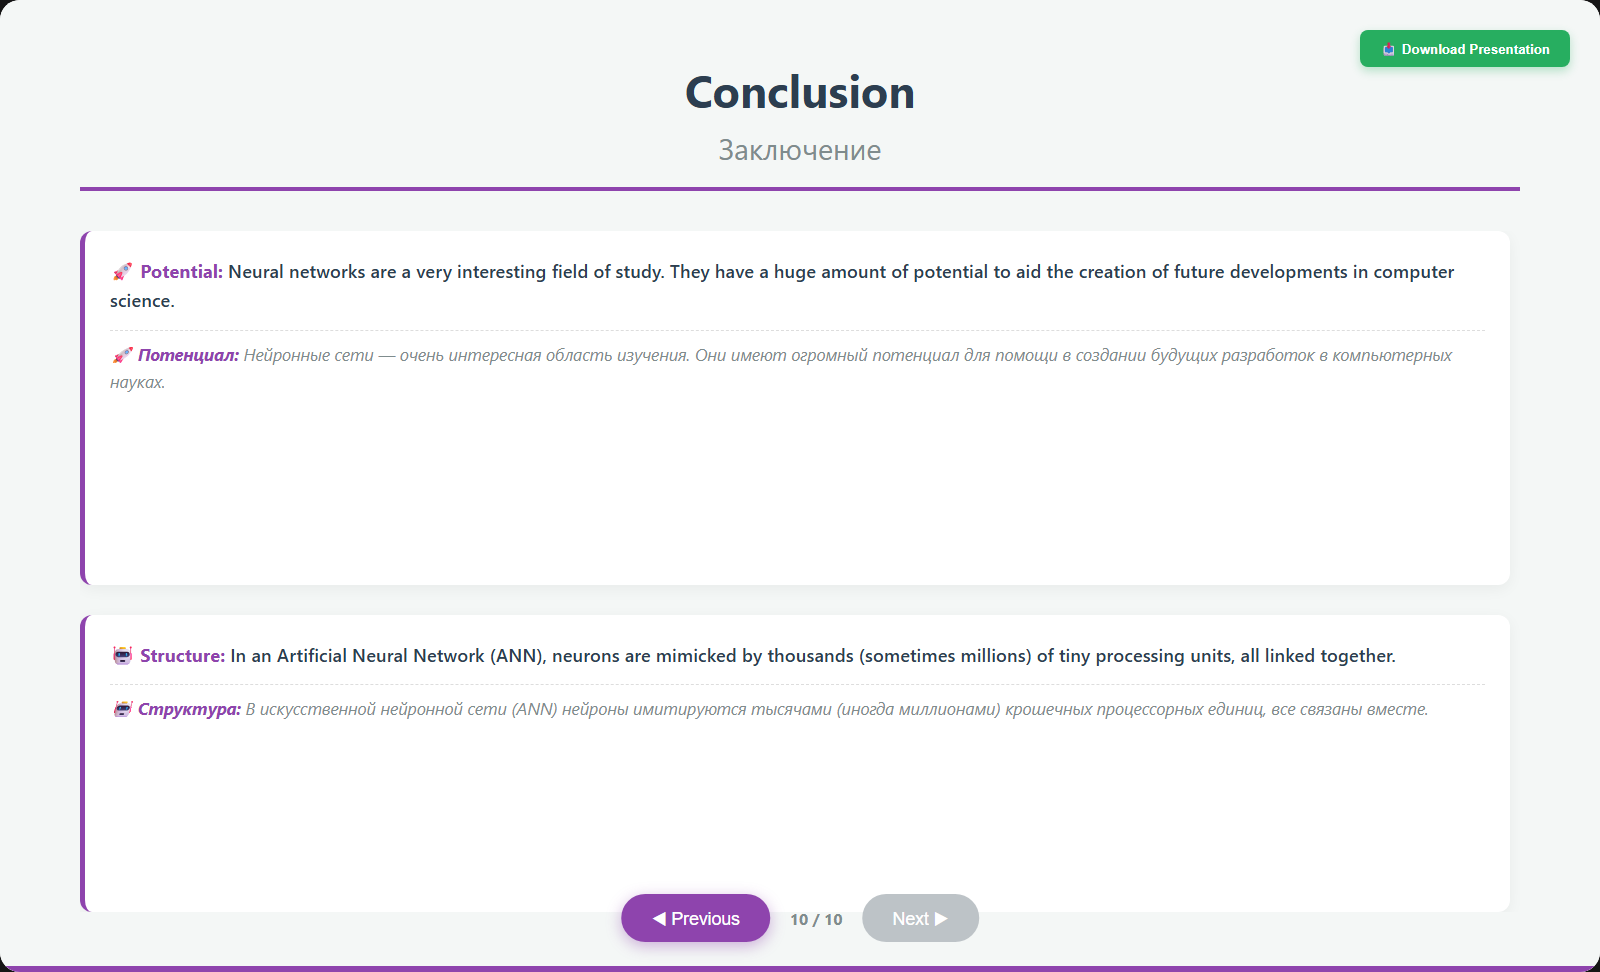 Download Presentation
Conclusion
Заключение
🚀 Potential: Neural networks are a very interesting field of study. They have a huge amount of potential to aid the creation of future developments in computer
science.
🚀 Потенциал: Нейронные сети — очень интересная область изучения. Они имеют огромный потенциал для помощи в создании будущих разработок в компьютерных
науках.
🤖 Structure: In an Artificial Neural Network (ANN), neurons are mimicked by thousands (sometimes millions) of tiny processing units, all linked together.
🤖 Структура: В искусственной нейронной сети (ANN) нейроны имитируются тысячами (иногда миллионами) крошечных процессорных единиц, все связаны вместе.
◀ Previous 10 / 10 Next ▶